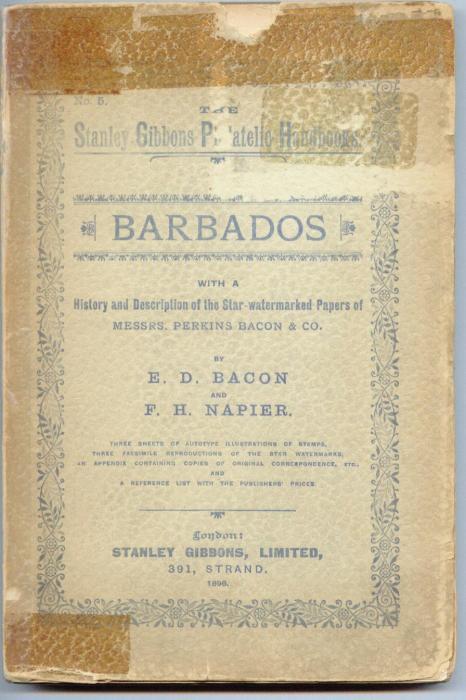 No. 5.
THE
Stanley Gibbons Philatelic Handbooks.
BARBADOS
WITH A
History and Description of the Star-watermarked Papers of
MESSRS. PERKINS BACON & CO.
BY
E. D. BACON
AND
F. H. NAPIER.
THREE SHEETS OF AUTOTYPE ILLUSTRATIONS OF STAMPS,
THREE FACSIMILE REPRODUCTIONS OF THE STAR WATERMARKS,
AN APPENDIX CONTAINING COPIES OF ORIGINAL CORRESPONDENCE, ETC.,
AND
A REFERENCE LIST WITH THE PUBLISHERS' PRICES.
London:
STANLEY GIBBONS, LIMITED,
391, STRAND.
1896.